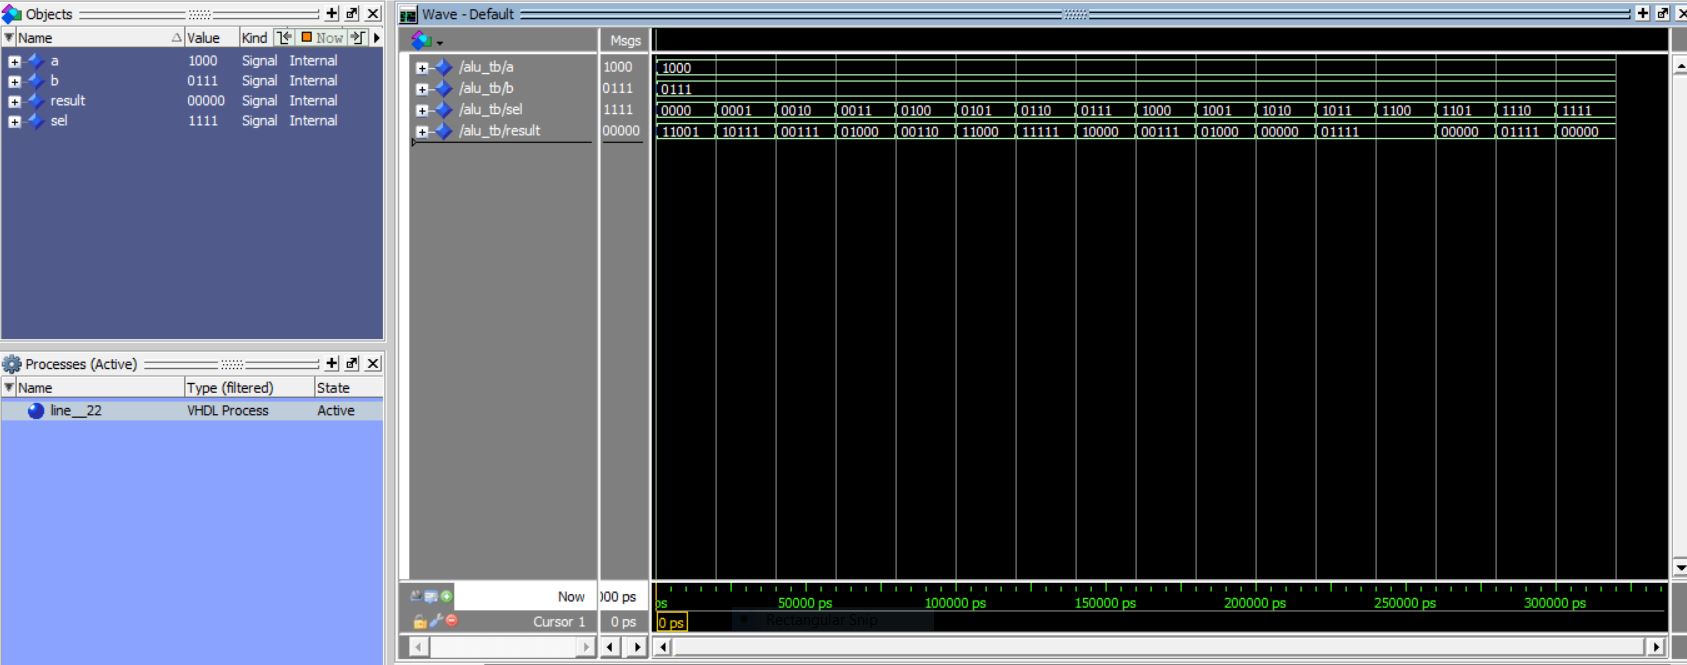 Objects
Name Value Kind Now
a 1000 Signal Internal
b 0111 Signal Internal
result 00000 Signal Internal
sel 1111 Signal Internal
Processes (Active)
Name Type (filtered) State
line__22 VHDL Process Active
Wave - Default
Msgs
/alu_tb/a 1000 1000
/alu_tb/b 0111 0111
/alu_tb/sel 1111 0000 0001 0010 0011 0100 0101 0110 0111 1000 1001 1010 1011 1100 1101 1110 1111
/alu_tb/result 00000 11001 10111 00111 01000 00110 11000 11111 10000 00111 01000 00000 01111 00000 01111 00000
Now 000 ps ps 50000 ps 100000 ps 150000 ps 200000 ps 250000 ps 300000 ps
Cursor 1 0 ps 0 ps Rectangular Snip